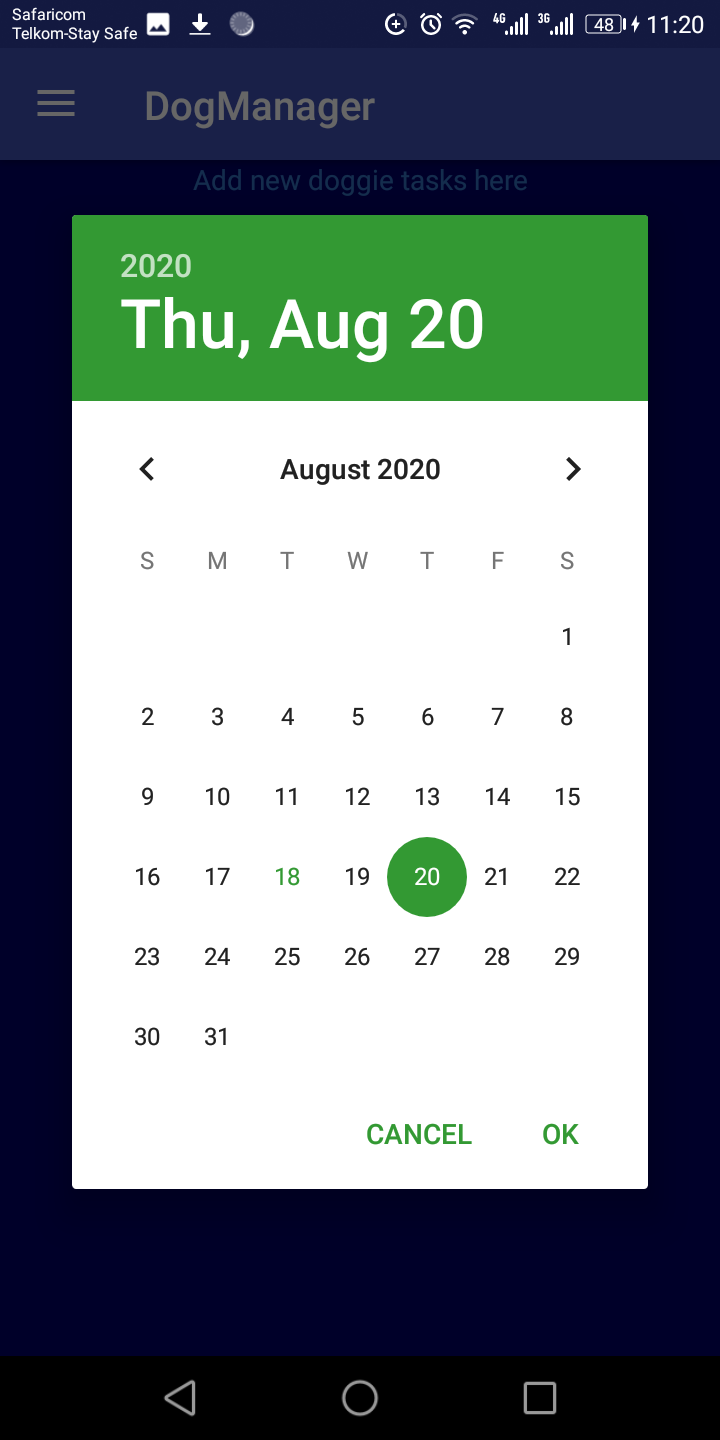 Safaricom
Telkom-Stay Safe
4G 3G 48 11:20
DogManager
Add new doggie tasks here
2020
Thu, Aug 20
August 2020
S M T W T F S
1
2 3 4 5 6 7 8
9 10 11 12 13 14 15
16 17 18 19 20 21 22
23 24 25 26 27 28 29
30 31
CANCEL OK